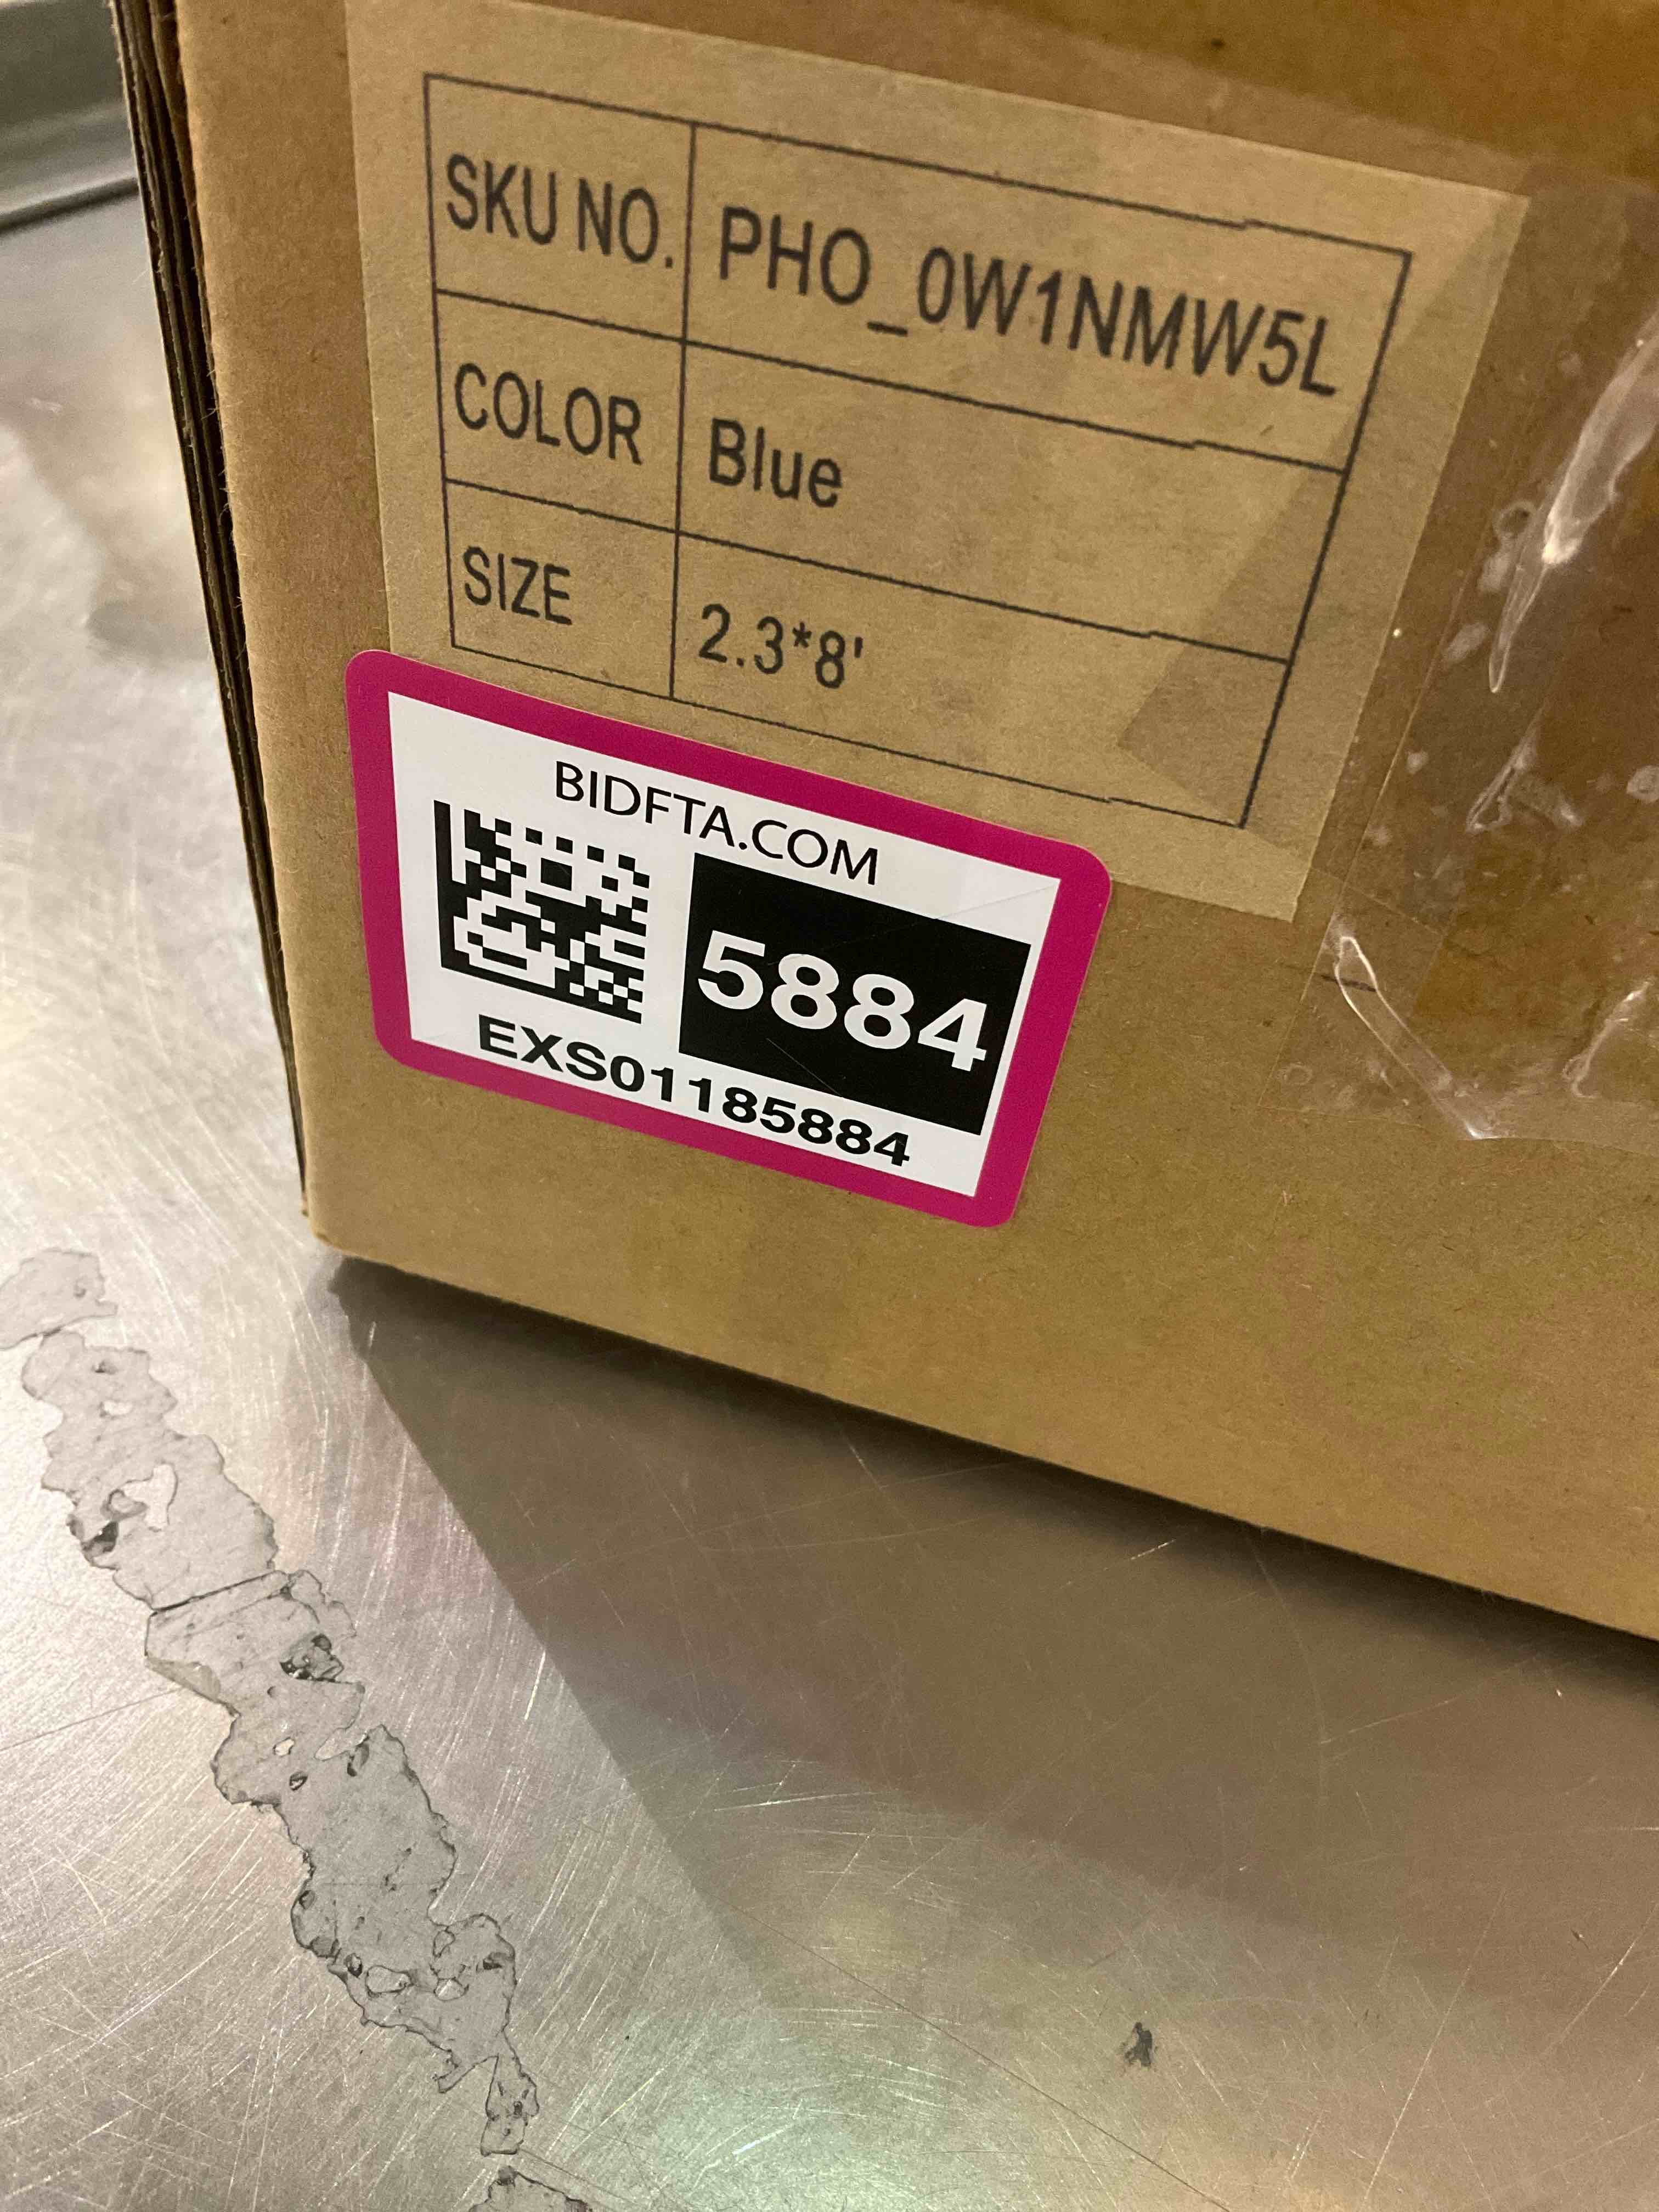 SKU NO. PHO_0W1NMW5L
COLOR Blue
SIZE 2.3*8'
BIDFTA.COM
5884
EXS01185884